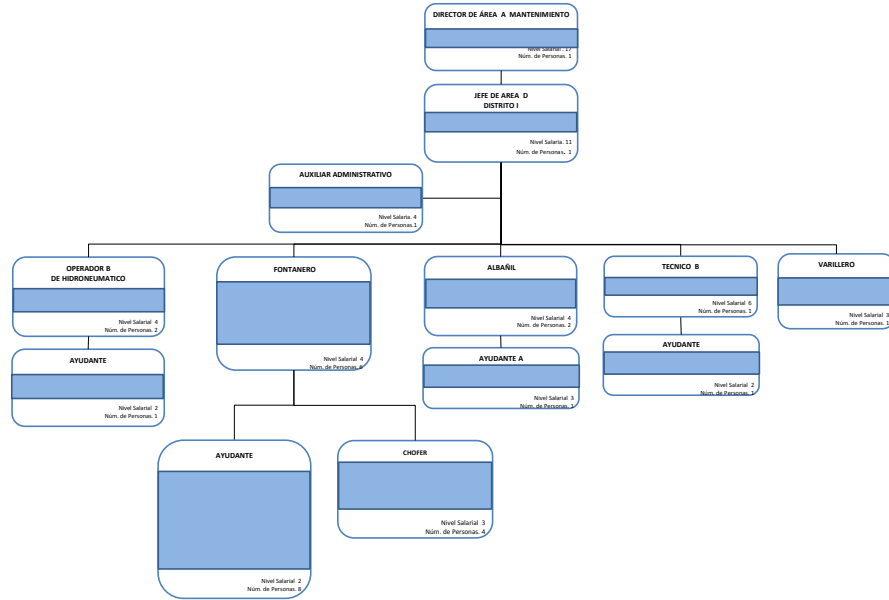 DIRECTOR DE ÁREA A MANTENIMIENTO
Nivel Salarial . 17
Núm. de Personas. 1
JEFE DE AREA D
DISTRITO I
Nivel Salaria. 11
Núm. de Personas. 1
AUXILIAR ADMINISTRATIVO
Nivel Salaria. 4
Núm. de Personas.1
OPERADOR B
DE HIDRONEUMATICO
Nivel Salarial 4
Núm. de Personas. 2
FONTANERO
Nivel Salarial 4
Núm. de Personas. 6
ALBAÑIL
Nivel Salarial 4
Núm. de Personas. 2
TECNICO B
Nivel Salarial 6
Núm. de Personas. 1
VARILLERO
Nivel Salarial 3
Núm. de Personas. 1
AYUDANTE
Nivel Salarial 2
Núm. de Personas. 1
AYUDANTE A
Nivel Salarial 3
Núm. de Personas. 1
AYUDANTE
Nivel Salarial 2
Núm. de Personas. 1
AYUDANTE
Nivel Salarial 2
Núm. de Personas. 8
CHOFER
Nivel Salarial 3
Núm. de Personas. 4